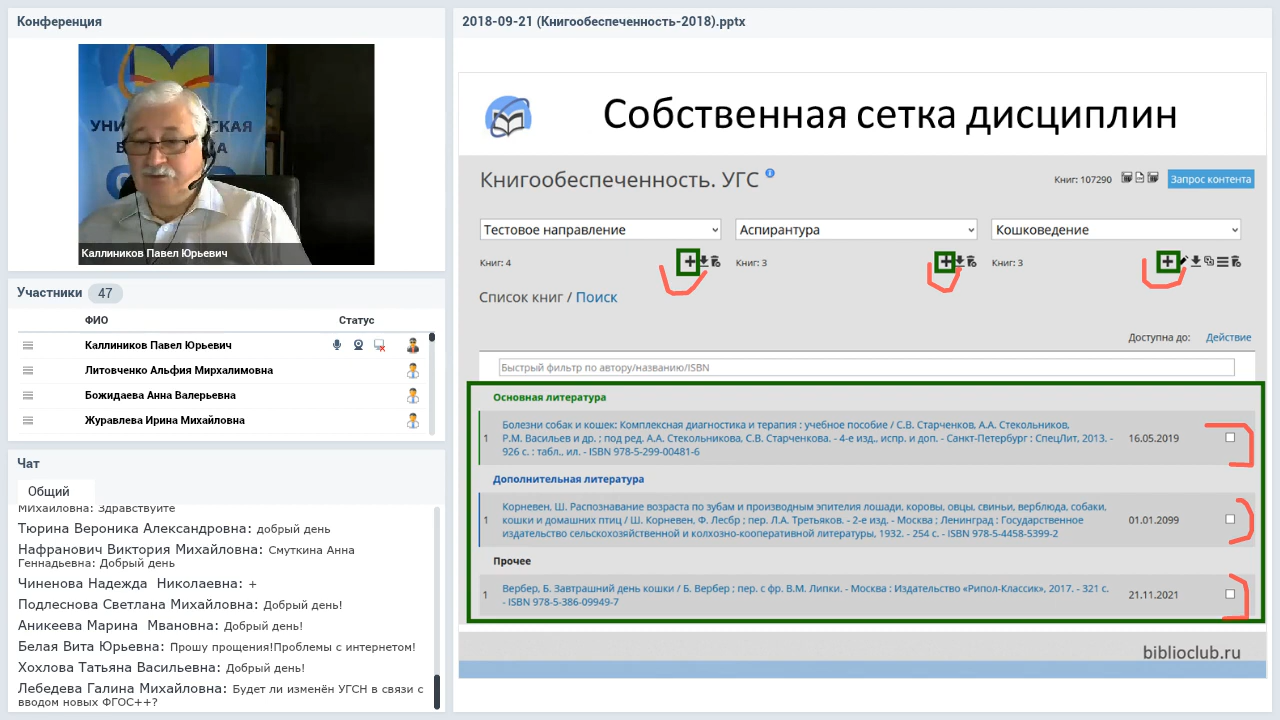 Конференция
УНИ СКАЯ
Каллиников Павел Юрьевич
Участники 47
ФИО Статус
Каллиников Павел Юрьевич
Литовченко Альфия Мирхалимовна
Божидаева Анна Валерьевна
Журавлева Ирина Михайловна
Чат
Общий
Михаиловна: Здравствуйте
Тюрина Вероника Александровна: добрый день
Нафранович Виктория Михайловна: Смуткина Анна
Геннадьевна: Добрый день
Чиненова Надежда Николаевна: +
Подлеснова Светлана Михайловна: Добрый день!
Аникеева Марина Мвановна: Добрый день!
Белая Вита Юрьевна: Прошу прощения!Проблемы с интернетом!
Хохлова Татьяна Васильевна: Добрый день!
Лебедева Галина Михайловна: Будет ли изменён УГСН в связи с
вводом новых ФГОС++?
2018-09-21 (Книгообеспеченность-2018).pptx
Собственная сетка дисциплин
Книгообеспеченность. УГС
Книг: 107290 Запрос контента
Тестовое направление Аспирантура Кошковедение
Книг: 4 Книг: 3 Книг: 3
Список книг / Поиск
Доступна до: Действие
Быстрый фильтр по автору/названию/ISBN
Основная литература
Болезни собак и кошек: Комплексная диагностика и терапия : учебное пособие / С.В. Старченков, А.А. Стекольников,
1 Р.М. Васильев и др. ; под ред. А.А. Стекольникова, С.В. Старченкова. - 4-е изд., испр. и доп. - Санкт-Петербург : СпецЛит, 2013. - 16.05.2019
926 с. : табл., ил. - ISBN 978-5-299-00481-6
Дополнительная литература
Корневен, Ш. Распознавание возраста по зубам и производным эпителия лошади, коровы, овцы, свиньи, верблюда, собаки,
1 кошки и домашних птиц / Ш. Корневен, Ф. Лесбр ; пер. Л.А. Третьяков. - 2-е изд. - Москва ; Ленинград : Государственное 01.01.2099
издательство сельскохозяйственной и колхозно-кооперативной литературы, 1932. - 254 с. - ISBN 978-5-4458-5399-2
Прочее
1 Вербер, Б. Завтрашний день кошки / Б. Вербер ; пер. с фр. В.М. Липки. - Москва : Издательство «Рипол-Классик», 2017. - 321 с. 21.11.2021
- ISBN 978-5-386-09949-7
biblioclub.ru